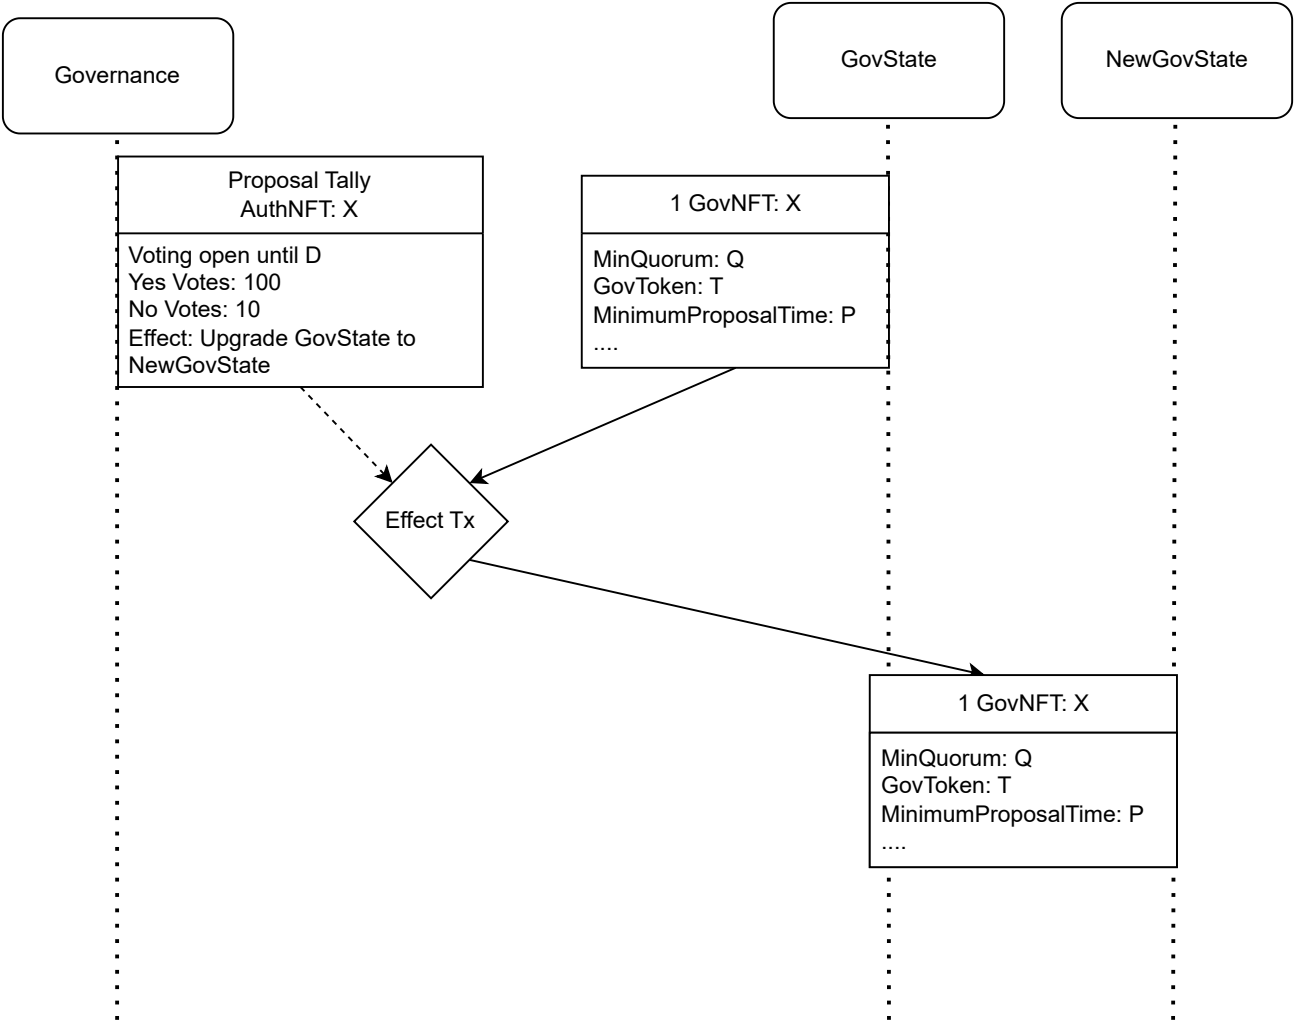 Governance
GovState
NewGovState
Proposal Tally
AuthNFT: X
Voting open until D
Yes Votes: 100
No Votes: 10
Effect: Upgrade GovState to
NewGovState
1 GovNFT: X
MinQuorum: Q
GovToken: T
MinimumProposalTime: P
....
Effect Tx
1 GovNFT: X
MinQuorum: Q
GovToken: T
MinimumProposalTime: P
....